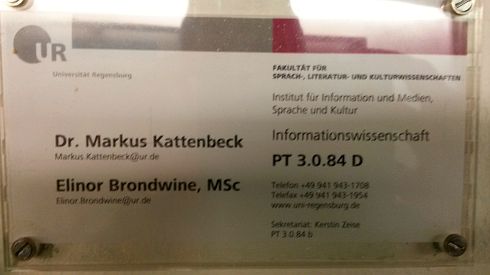 UR
Universität Regensburg
FAKULTÄT FÜR
SPRACH-, LITERATUR- UND KULTURWISSENSCHAFTEN
Institut für Information und Medien,
Sprache und Kultur
Informationswissenschaft
PT 3.0.84 D
Dr. Markus Kattenbeck
Markus.Kattenbeck@ur.de
Elinor Brondwine, MSc
Elinor.Brondwine@ur.de
Telefon +49 941 943-1708
Telefax +49 941 943-1954
www.uni-regensburg.de
Sekretariat: Kerstin Zeise
PT 3.0.84 b